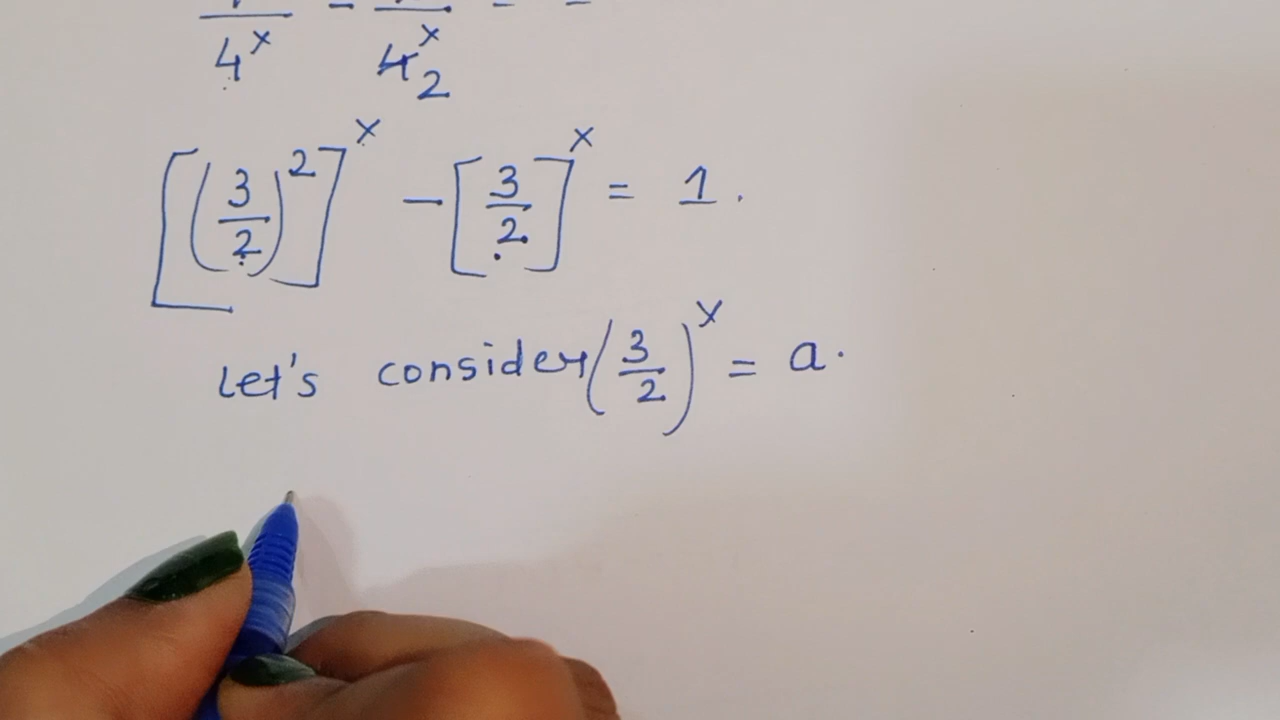 4^x 4^x 2
[(3/2)^2]^x - [3/2]^x = 1.
Let's consider (3/2)^x = a.